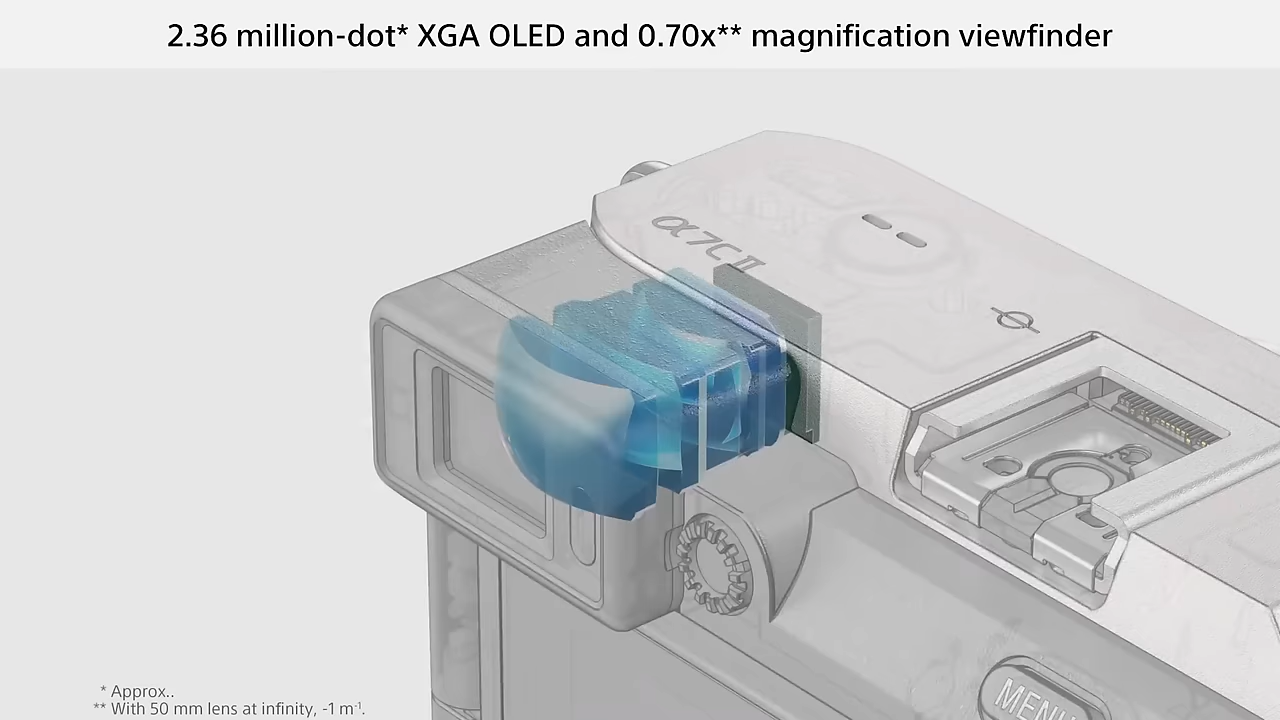 2.36 million-dot* XGA OLED and 0.70x** magnification viewfinder
α7CⅡ
MENU
* Approx..
** With 50 mm lens at infinity, -1 m⁻¹.